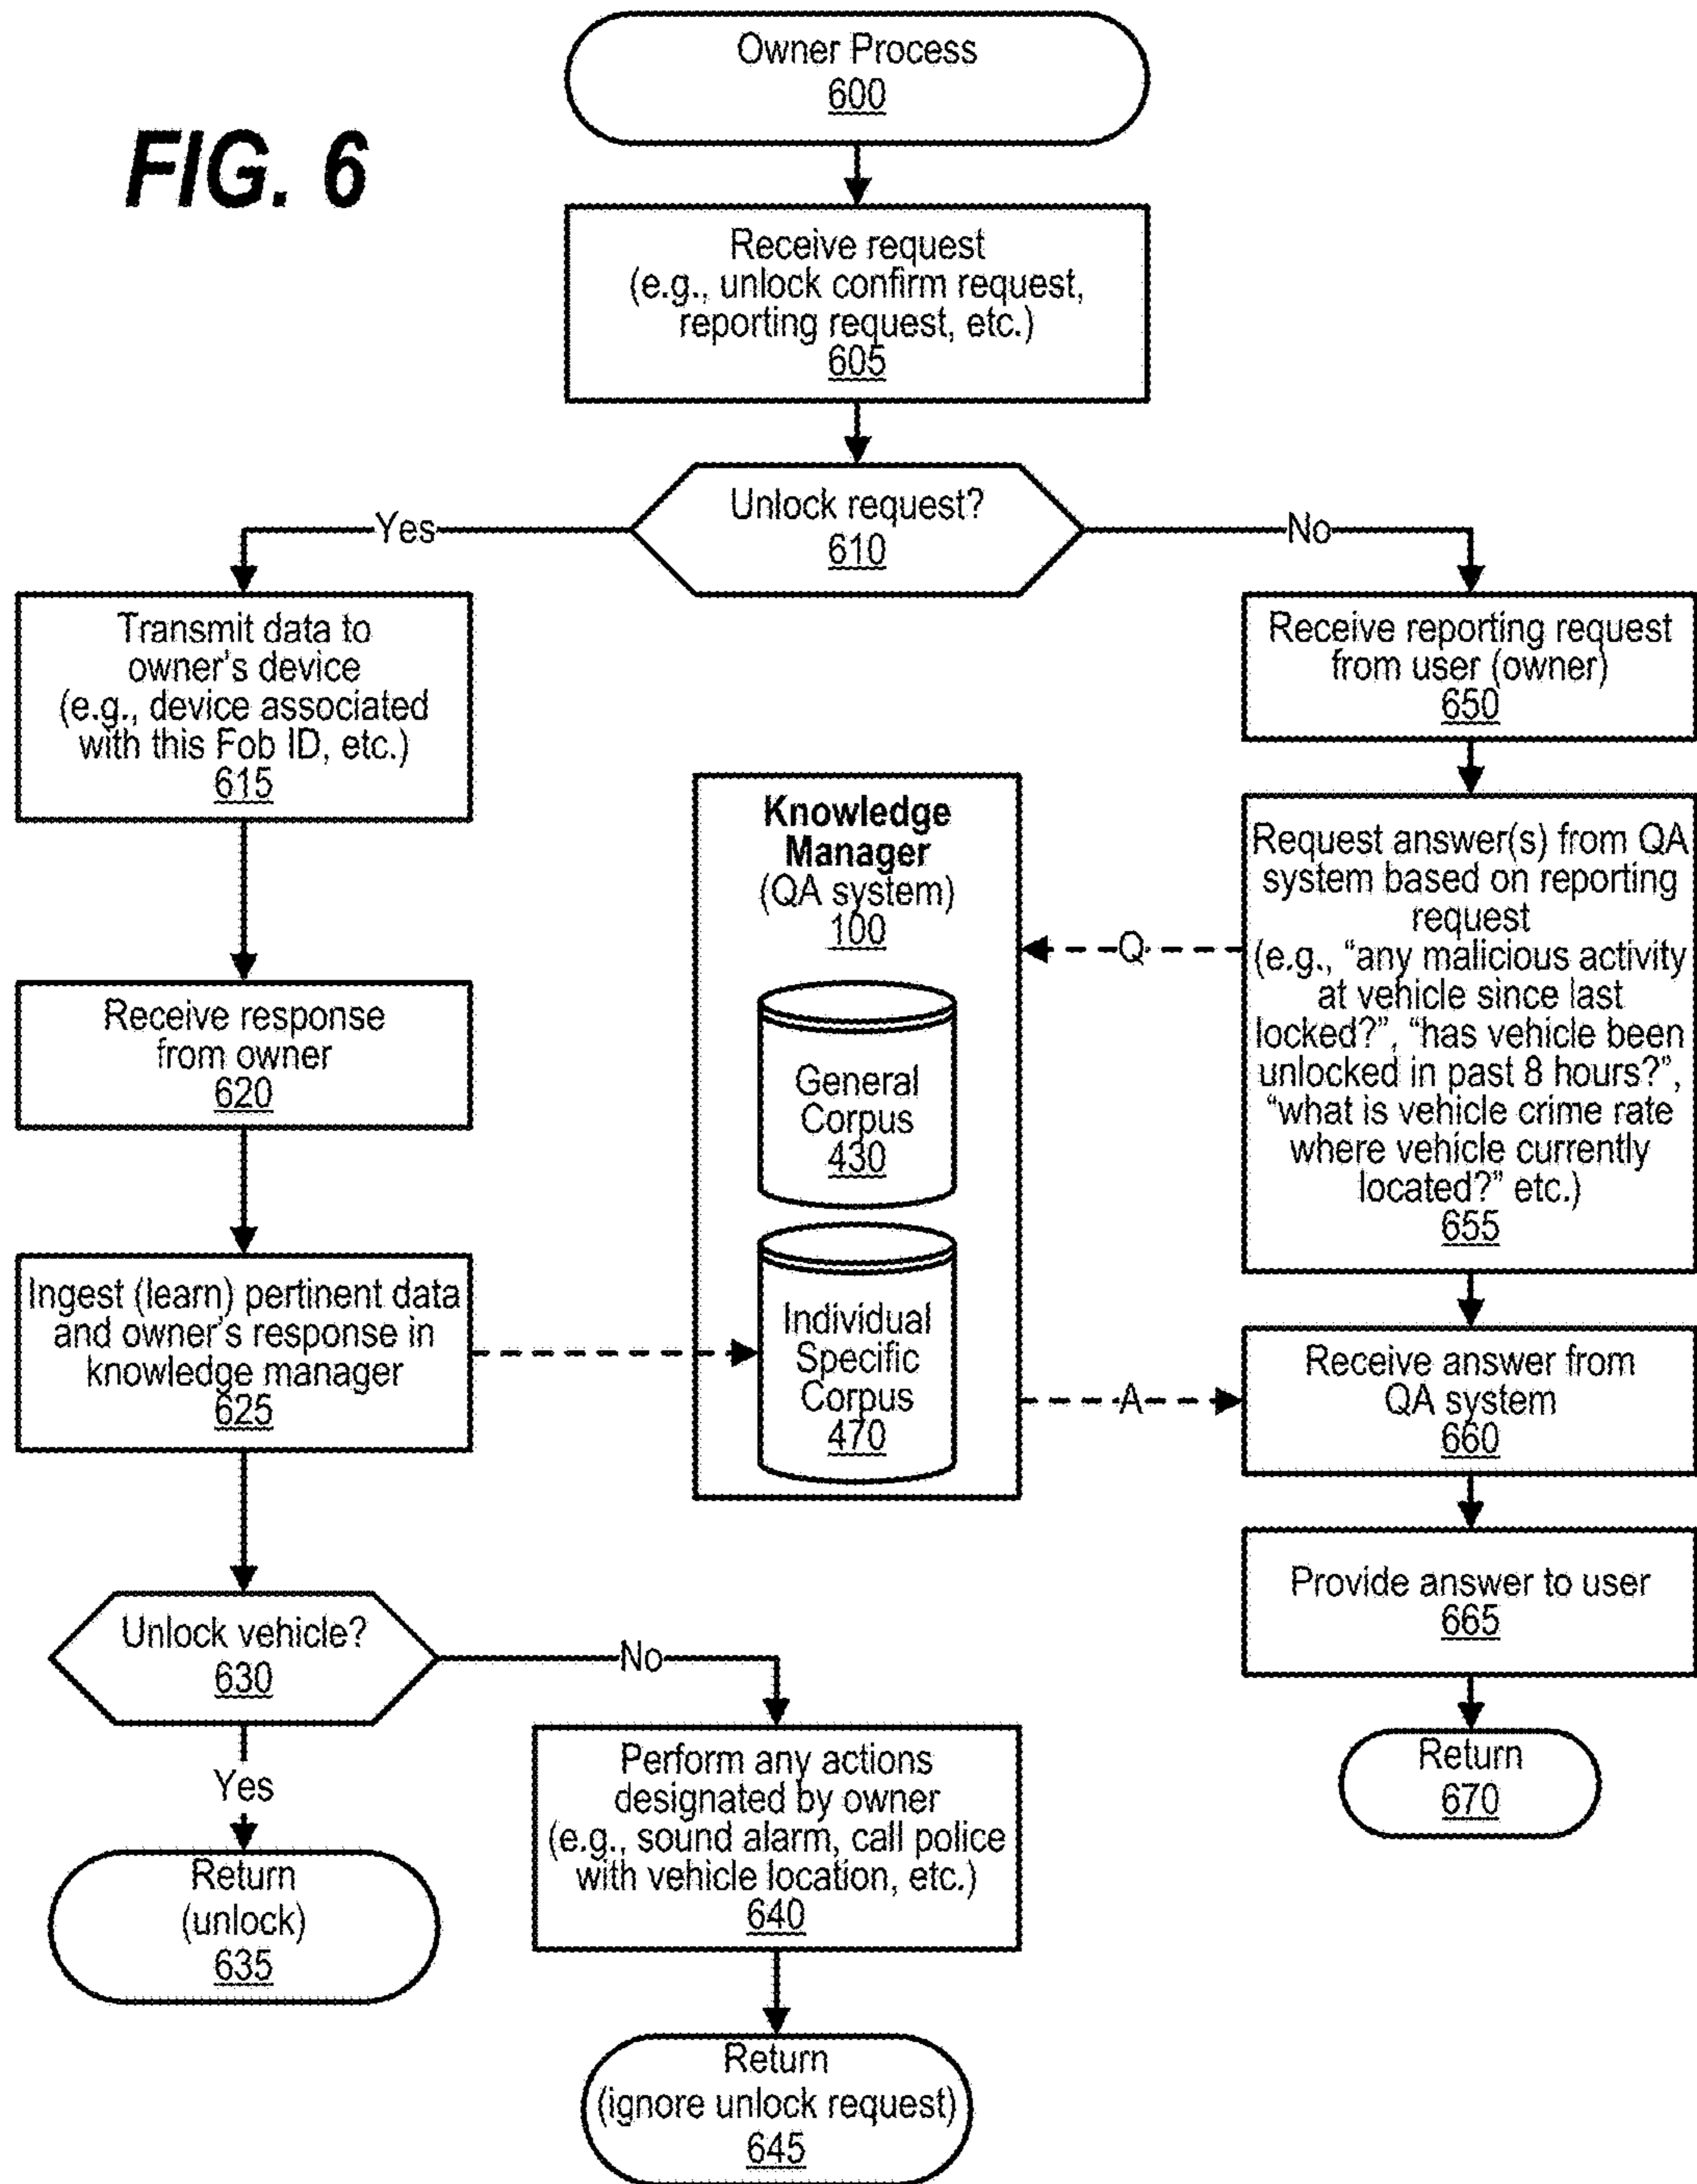 FIG. 6
Owner Process
600
Receive request
(e.g., unlock confirm request,
reporting request, etc.)
605
Unlock request?
610
Yes
No
Transmit data to
owner's device
(e.g., device associated
with this Fob ID, etc.)
615
Receive response
from owner
620
Ingest (learn) pertinent data
and owner's response in
knowledge manager
625
Unlock vehicle?
630
Yes
No
Return
(unlock)
635
Perform any actions
designated by owner
(e.g., sound alarm, call police
with vehicle location, etc.)
640
Return
(ignore unlock request)
645
Knowledge
Manager
(QA system)
100
General
Corpus
430
Individual
Specific
Corpus
470
Q
A
Receive reporting request
from user (owner)
650
Request answer(s) from QA
system based on reporting
request
(e.g., “any malicious activity
at vehicle since last
locked?”, “has vehicle been
unlocked in past 8 hours?”,
“what is vehicle crime rate
where vehicle currently
located?” etc.)
655
Receive answer from
QA system
660
Provide answer to user
665
Return
670